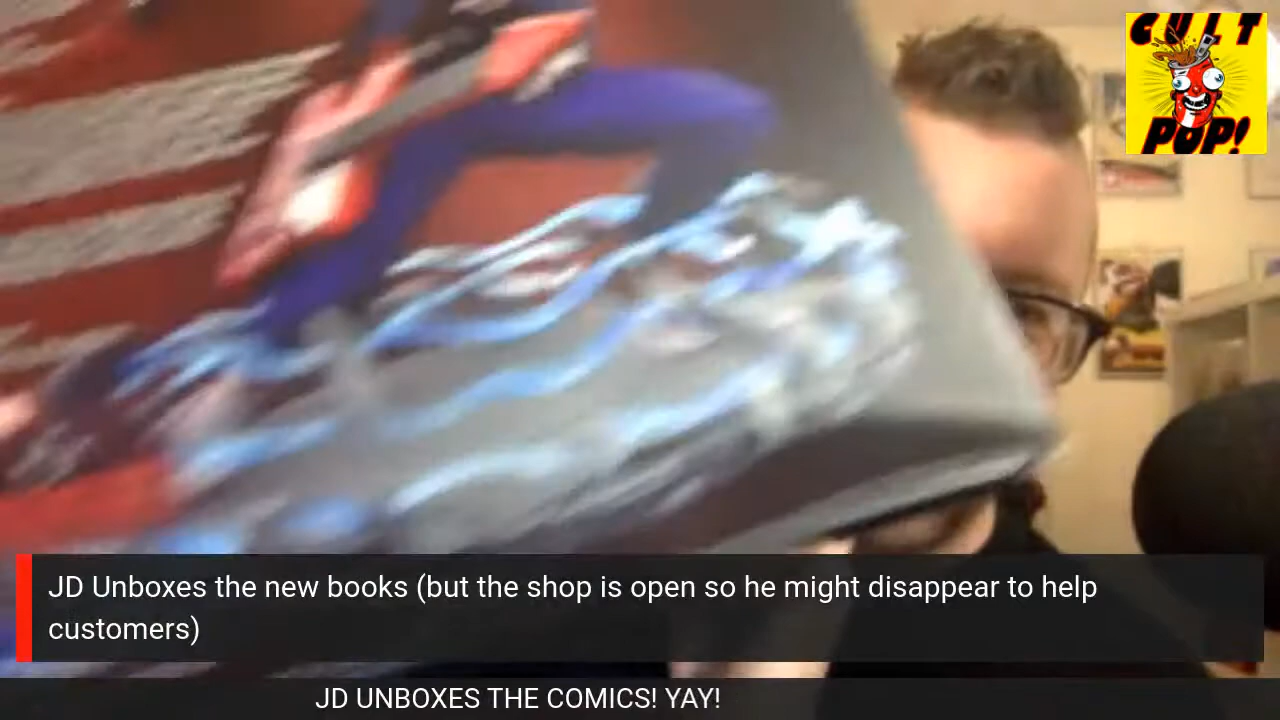 CULT
POP!
JD Unboxes the new books (but the shop is open so he might disappear to help
customers)
JD UNBOXES THE COMICS! YAY!